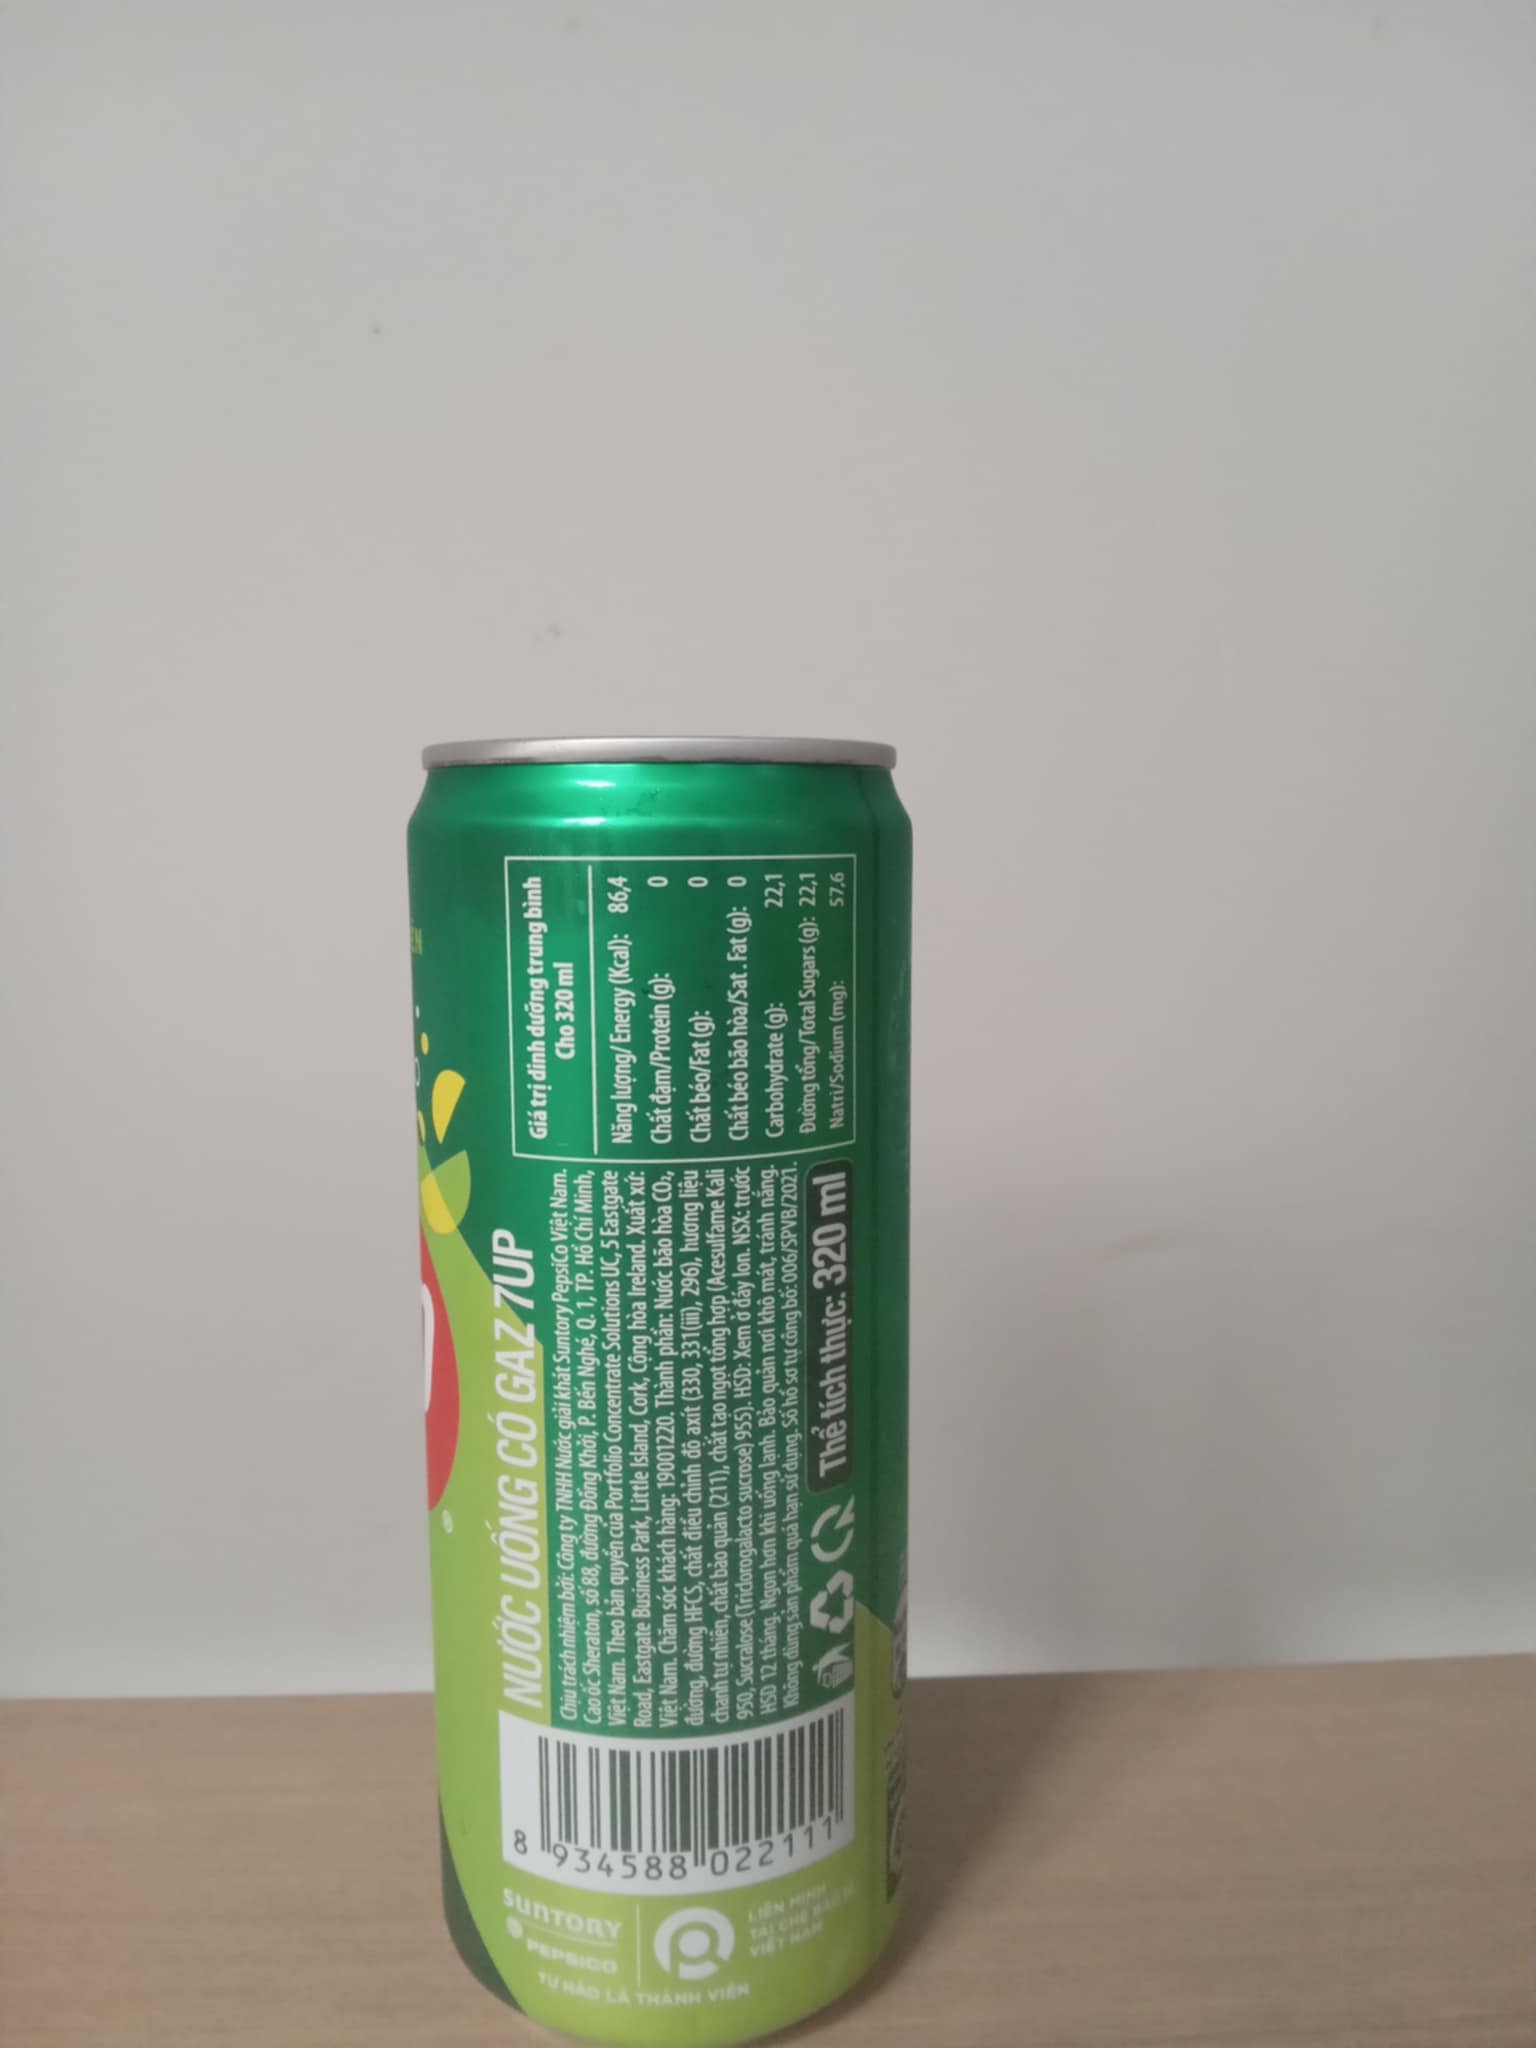 NƯỚC UỐNG CÓ GAZ 7UP
Chịu trách nhiệm bởi: Công ty TNHH Nước giải khát Suntory PepsiCo Việt Nam.
Cao ốc Sheraton, số 88, đường Đồng Khởi, P. Bến Nghé, Q. 1, TP. Hồ Chí Minh,
Việt Nam. Theo bản quyền của Portfolio Concentrate Solutions UC, 5 Eastgate
Road, Eastgate Business Park, Little Island, Cork, Cộng hòa Ireland. Xuất xứ:
Việt Nam. Chăm sóc khách hàng: 19001220. Thành phần: Nước bão hòa CO₂,
đường, đường HFCS, chất điều chỉnh độ axít (330, 331(iii), 296), hương liệu
chanh tự nhiên, chất bảo quản (211), chất tạo ngọt tổng hợp (Acesulfame Kali
950, Sucralose (Triclorogalacto sucrose) 955). HSD: Xem ở đáy lon. NSX: trước
HSD 12 tháng. Ngon hơn khi uống lạnh. Bảo quản nơi khô mát, tránh nắng.
Không dùng sản phẩm quá hạn sử dụng. Số hồ sơ tự công bố: 006/SPVB/2021.
Thể tích thực: 320 ml
Giá trị dinh dưỡng trung bình
Cho 320 ml
Năng lượng/ Energy (Kcal): 86,4
Chất đạm/Protein (g): 0
Chất béo/Fat (g): 0
Chất béo bão hòa/Sat. Fat (g): 0
Carbohydrate (g): 22,1
Đường tổng/Total Sugars (g): 22,1
Natri/Sodium (mg): 57,6
8 934588 022111
SUNTORY
PEPSICO
LIÊN MINH
TÁI CHẾ BAO BÌ
VIỆT NAM
TỰ HÀO LÀ THÀNH VIÊN